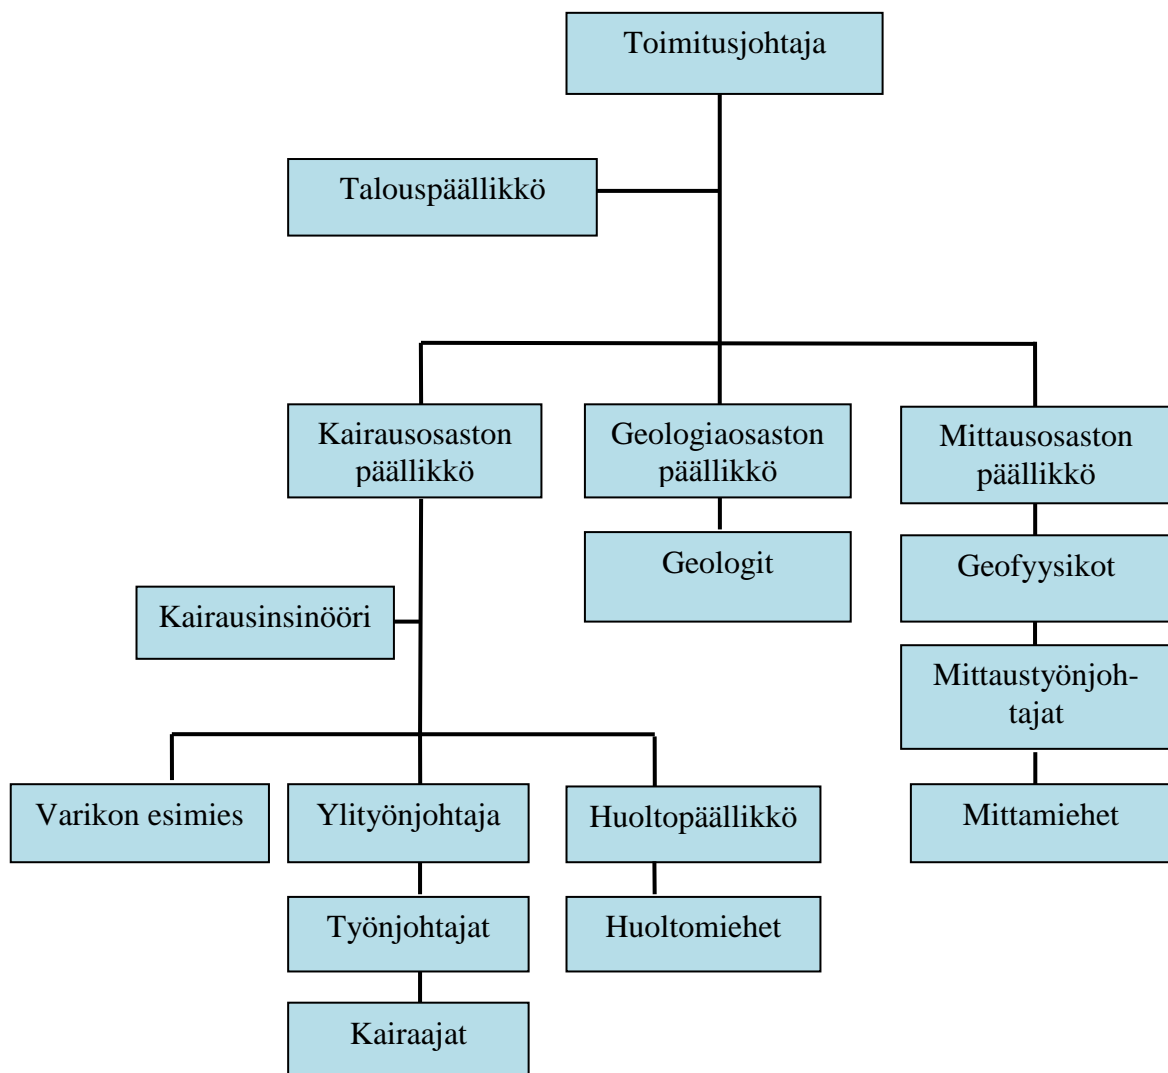 Toimitusjohtaja
Talouspäällikkö
Kairausosaston
päällikkö
Geologiaosaston
päällikkö
Mittausosaston
päällikkö
Geologit
Geofyysikot
Kairausinsinööri
Mittaustyönjoh-
tajat
Varikon esimies
Ylityönjohtaja
Huoltopäällikkö
Mittamiehet
Työnjohtajat
Huoltomiehet
Kairaajat